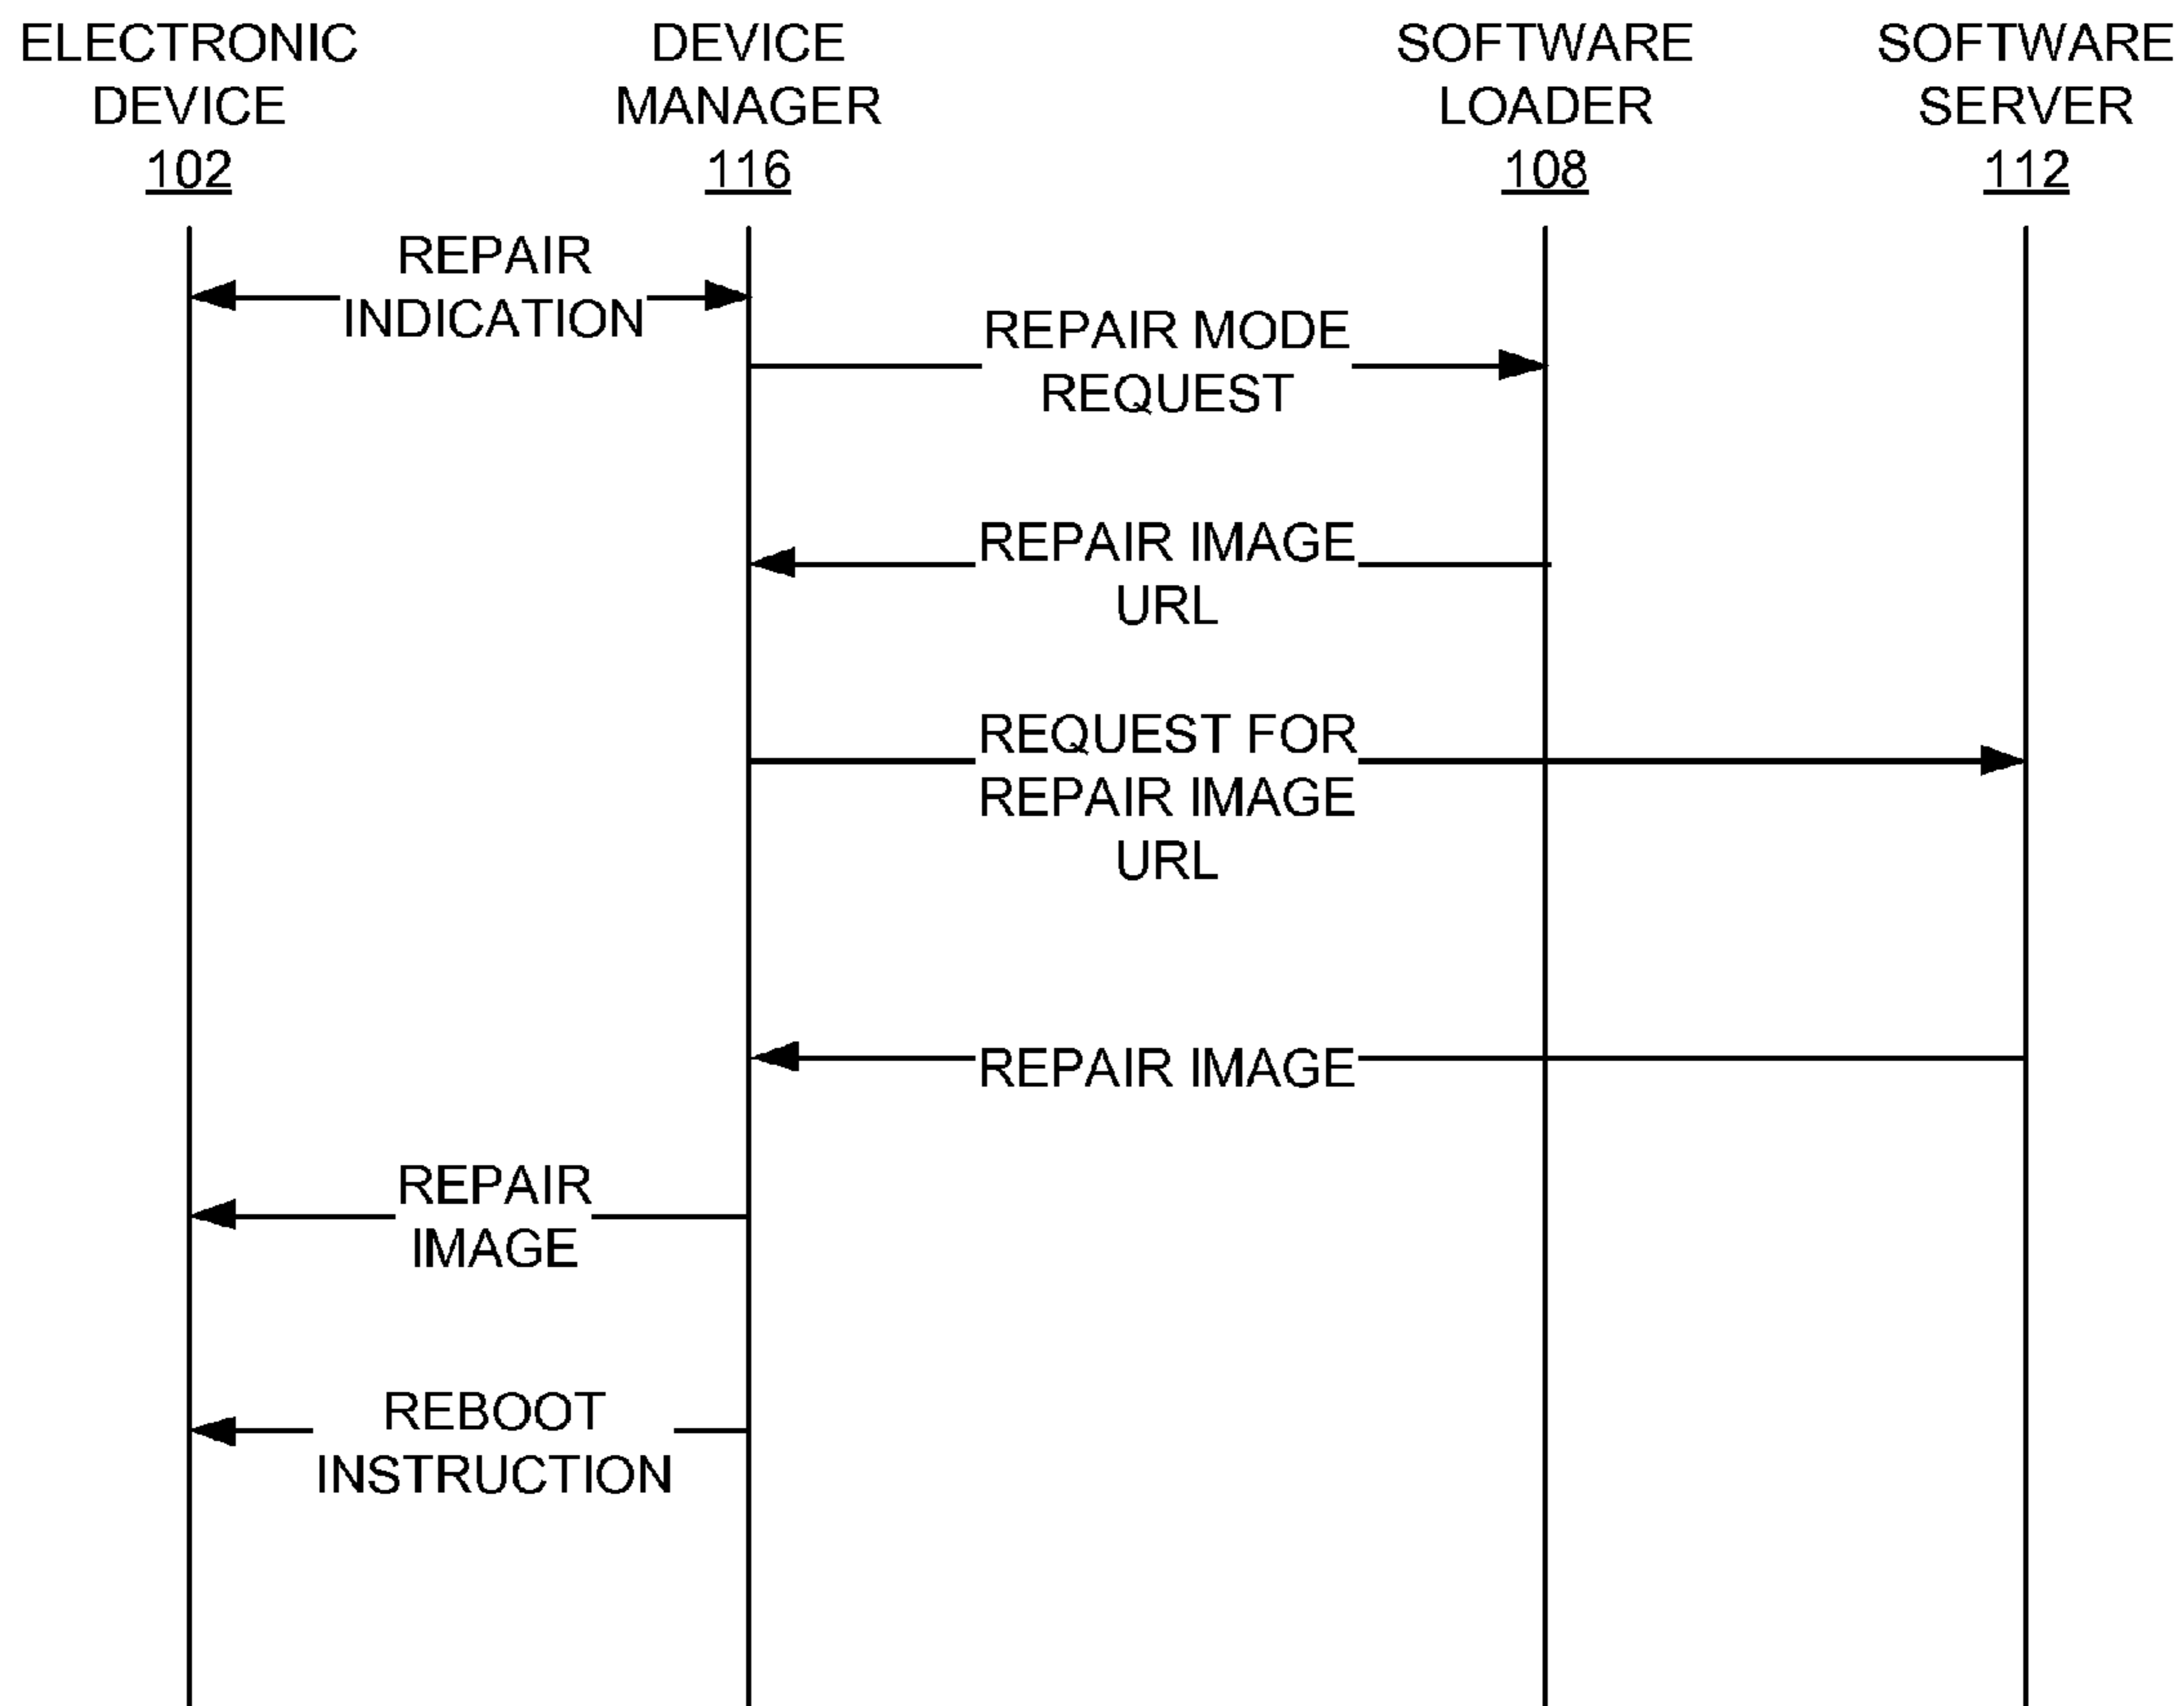 ELECTRONIC
DEVICE
102
DEVICE
MANAGER
116
SOFTWARE
LOADER
108
SOFTWARE
SERVER
112
REPAIR
INDICATION
REPAIR MODE
REQUEST
REPAIR IMAGE
URL
REQUEST FOR
REPAIR IMAGE
URL
REPAIR IMAGE
REPAIR
IMAGE
REBOOT
INSTRUCTION